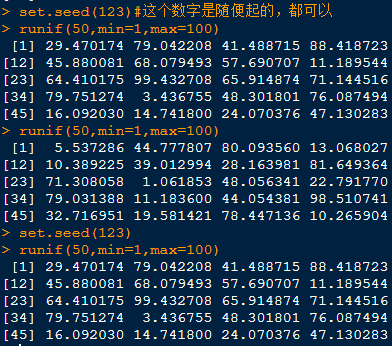 > set.seed(123)#这个数字是随便起的，都可以
> runif(50,min=1,max=100)
 [1] 29.470174 79.042208 41.488715 88.418723
[12] 45.880081 68.079493 57.690707 11.189544
[23] 64.410175 99.432708 65.914874 71.144516
[34] 79.751274  3.436755 48.301801 76.087494
[45] 16.092030 14.741800 24.070376 47.130283
> runif(50,min=1,max=100)
 [1]  5.537286 44.777807 80.093560 13.068027
[12] 10.389225 39.012994 28.163981 81.649364
[23] 71.308058  1.061853 48.056341 22.791770
[34] 79.031388 11.183600 44.054381 98.510741
[45] 32.716951 19.581421 78.447136 10.265904
> set.seed(123)
> runif(50,min=1,max=100)
 [1] 29.470174 79.042208 41.488715 88.418723
[12] 45.880081 68.079493 57.690707 11.189544
[23] 64.410175 99.432708 65.914874 71.144516
[34] 79.751274  3.436755 48.301801 76.087494
[45] 16.092030 14.741800 24.070376 47.130283